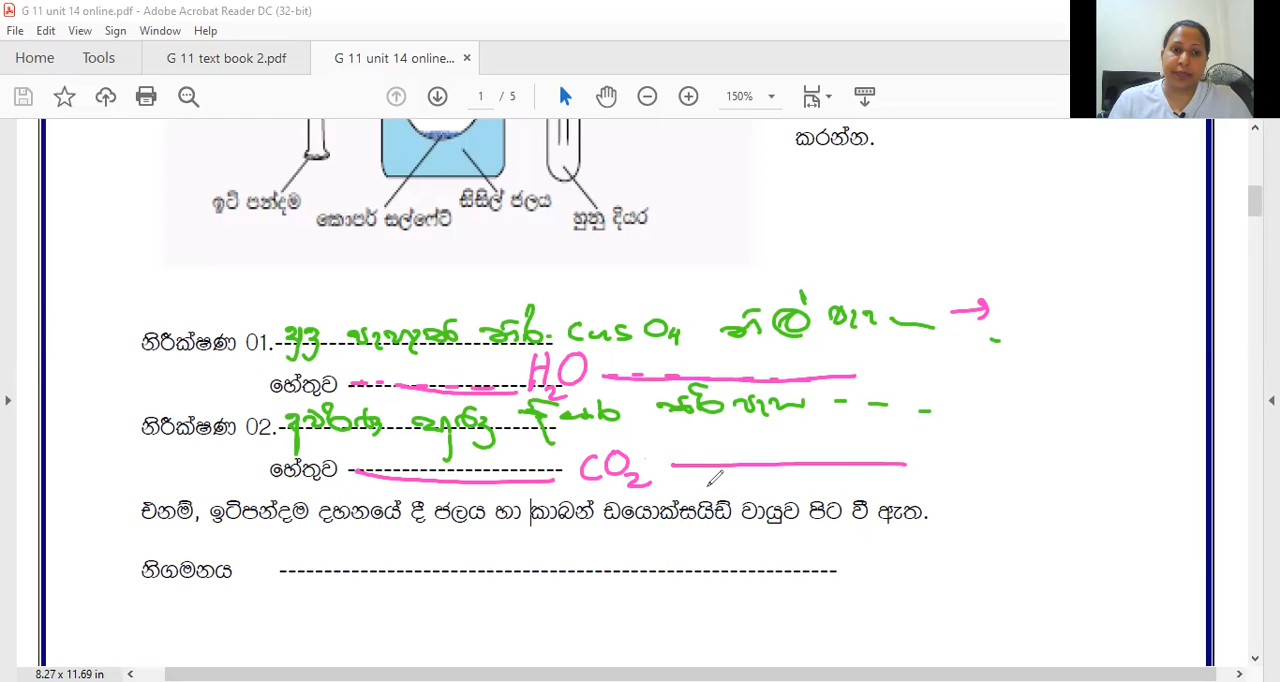 G 11 unit 14 online.pdf - Adobe Acrobat Reader DC (32-bit)
File Edit View Sign Window Help
Home Tools G 11 text book 2.pdf G 11 unit 14 online... ×
1 / 5 150%
කරන්න.
ඉටි පන්දම
කොපර් සල්ෆේට්
සිසිල් ජලය
හුනු දියර
නිරීක්ෂණ 01.- CuSO4
හේතුව H2O
නිරීක්ෂණ 02.- අවර්ණ හුණු දියර
හේතුව CO2
එනම්, ඉටිපන්දම දහනයේ දී ජලය හා කාබන් ඩයොක්සයිඩ් වායුව පිට වී ඇත.
නිගමනය
8.27 x 11.69 in